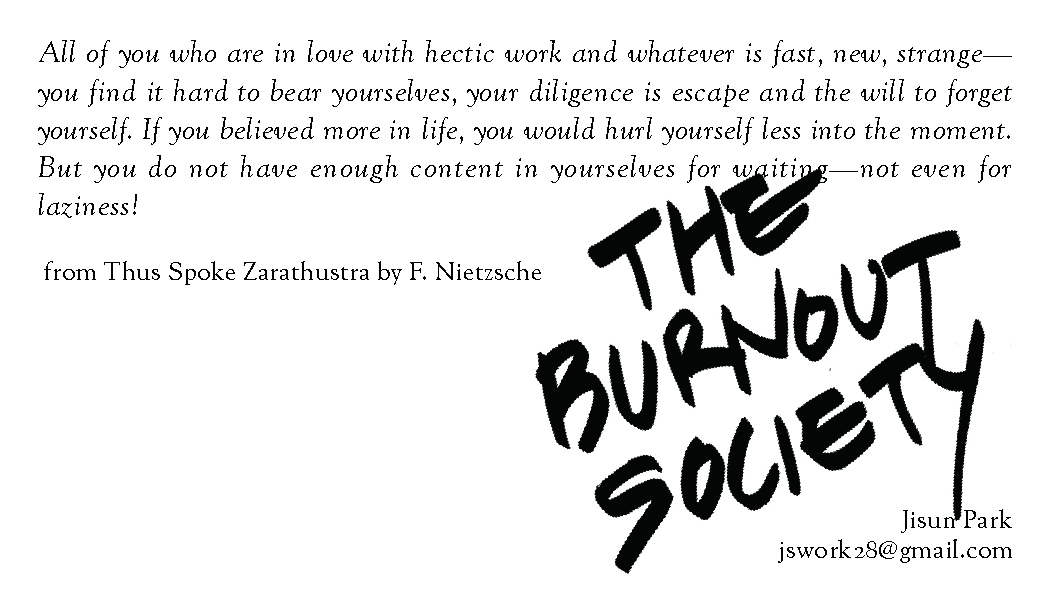 All of you who are in love with hectic work and whatever is fast, new, strange—
you find it hard to bear yourselves, your diligence is escape and the will to forget
yourself. If you believed more in life, you would hurl yourself less into the moment.
But you do not have enough content in yourselves for waiting—not even for
laziness!
from Thus Spoke Zarathustra by F. Nietzsche
THE
BURNOUT
SOCIETY
Jisun Park
jswork28@gmail.com